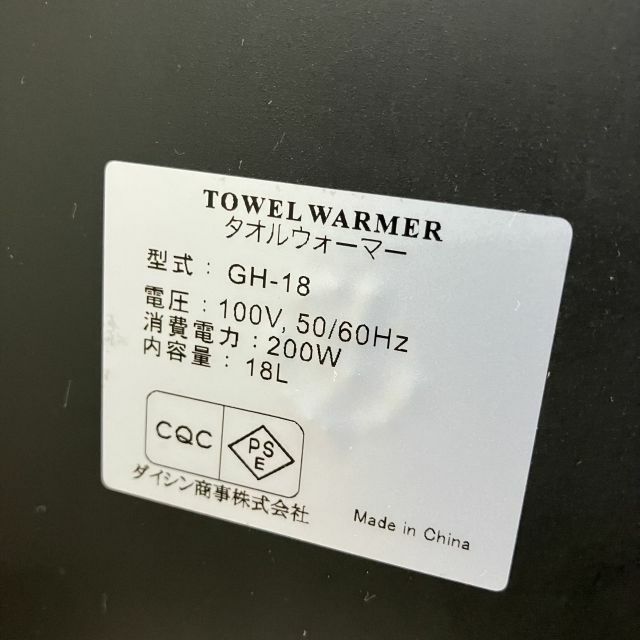 TOWEL WARMER
タオルウォーマー
型式: GH-18
電圧: 100V, 50/60Hz
消費電力: 200W
内容量: 18L
CQC
PS
E
ダイシン商事株式会社
Made in China